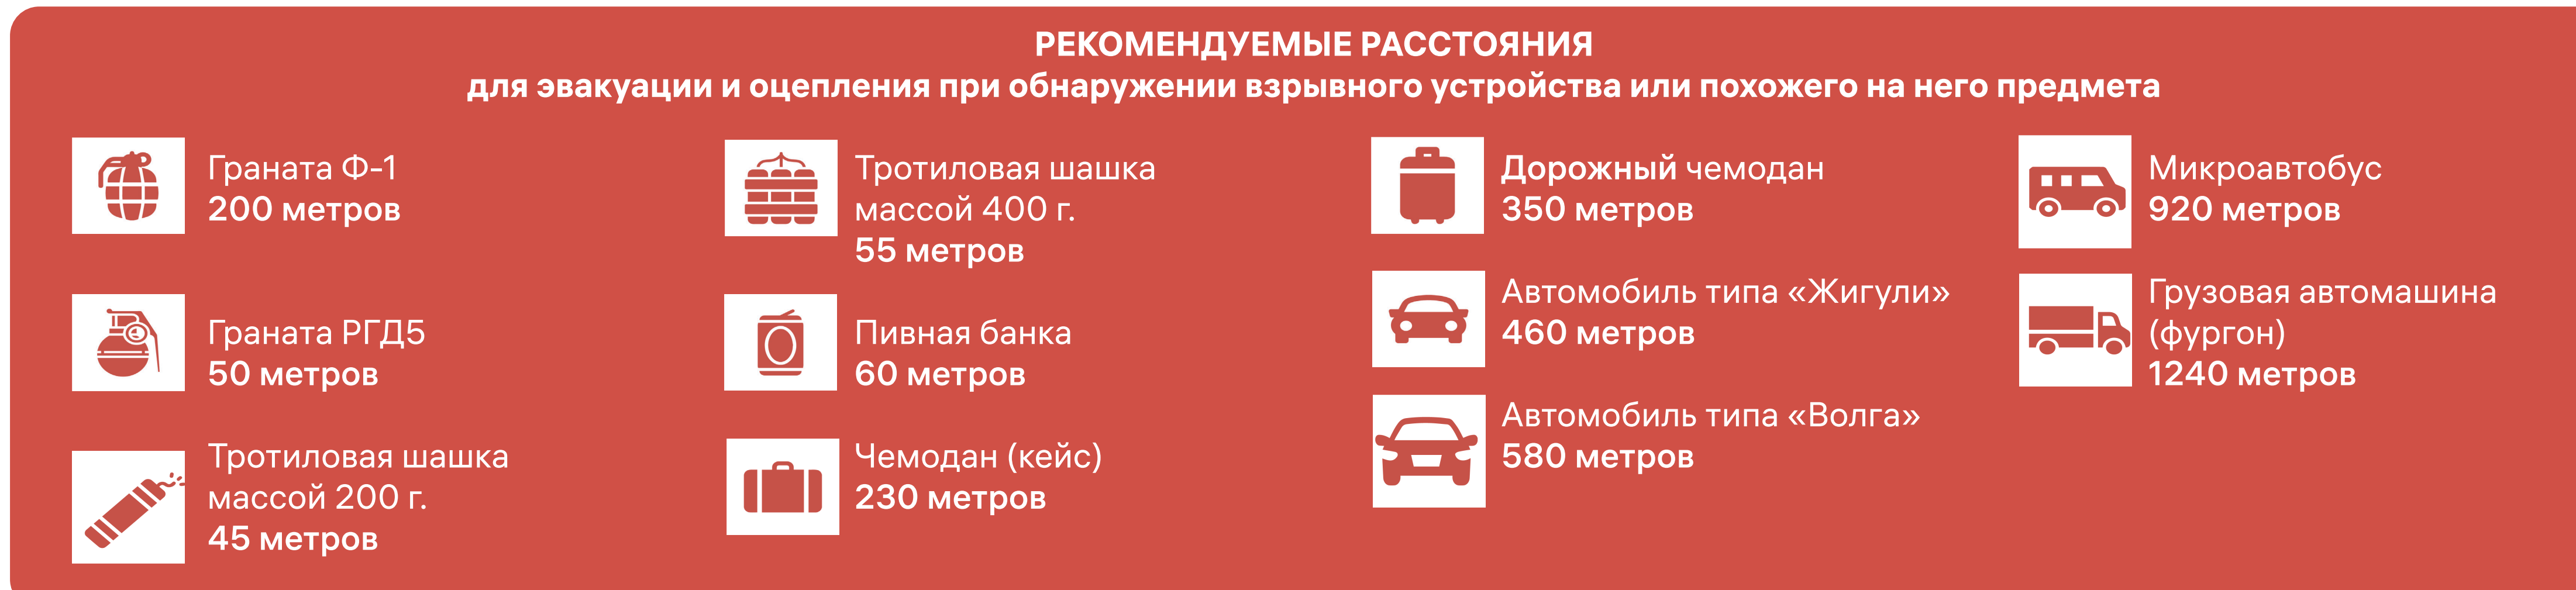 РЕКОМЕНДУЕМЫЕ РАССТОЯНИЯ
для эвакуации и оцепления при обнаружении взрывного устройства или похожего на него предмета
Граната Ф-1
200 метров
Граната РГД5
50 метров
Тротиловая шашка
массой 200 г.
45 метров
Тротиловая шашка
массой 400 г.
55 метров
Пивная банка
60 метров
Чемодан (кейс)
230 метров
Дорожный чемодан
350 метров
Автомобиль типа «Жигули»
460 метров
Автомобиль типа «Волга»
580 метров
Микроавтобус
920 метров
Грузовая автомашина
(фургон)
1240 метров